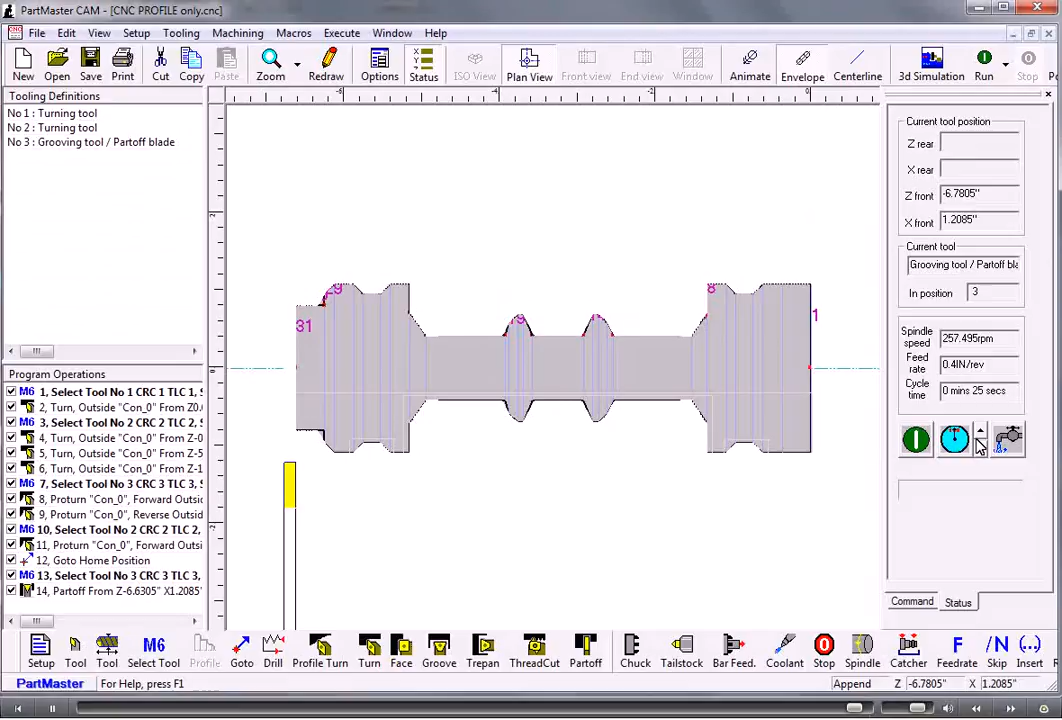 PartMaster CAM - [CNC PROFILE only.cnc]
File Edit View Setup Tooling Machining Macros Execute Window Help
New Open Save Print Cut Copy Paste Zoom Redraw Options Status ISO View Plan View Front view End view Window Animate Envelope Centerline 3d Simulation Run Stop
Tooling Definitions
No 1 : Turning tool
No 2 : Turning tool
No 3 : Grooving tool / Partoff blade
Program Operations
M6 1, Select Tool No 1 CRC 1 TLC 1, S
2, Turn, Outside "Con_0" From Z0.
M6 3, Select Tool No 2 CRC 2 TLC 2, S
4, Turn, Outside "Con_0" From Z-0
5, Turn, Outside "Con_0" From Z-5
6, Turn, Outside "Con_0" From Z-1
M6 7, Select Tool No 3 CRC 3 TLC 3, S
8, Proturn "Con_0", Forward Outsid
9, Proturn "Con_0", Reverse Outsid
M6 10, Select Tool No 2 CRC 2 TLC 2,
11, Proturn "Con_0", Forward Outsi
12, Goto Home Position
M6 13, Select Tool No 3 CRC 3 TLC 3,
14, Partoff From Z-6.6305" X1.2085"
-6 -4 -2 0
2
0
-2
29
31
8
1
Current tool position
Z rear
X rear
Z front -6.7805"
X front 1.2085"
Current tool
Grooving tool / Partoff bla
In position 3
Spindle speed 257.495rpm
Feed rate 0.4IN/rev
Cycle time 0 mins 25 secs
Command Status
Setup Tool Tool Select Tool Profile Goto Drill Profile Turn Turn Face Groove Trepan ThreadCut Partoff Chuck Tailstock Bar Feed. Coolant Stop Spindle Catcher Feedrate Skip Insert
M6 F /N (..)
PartMaster For Help, press F1 Append Z -6.7805" X 1.2085"